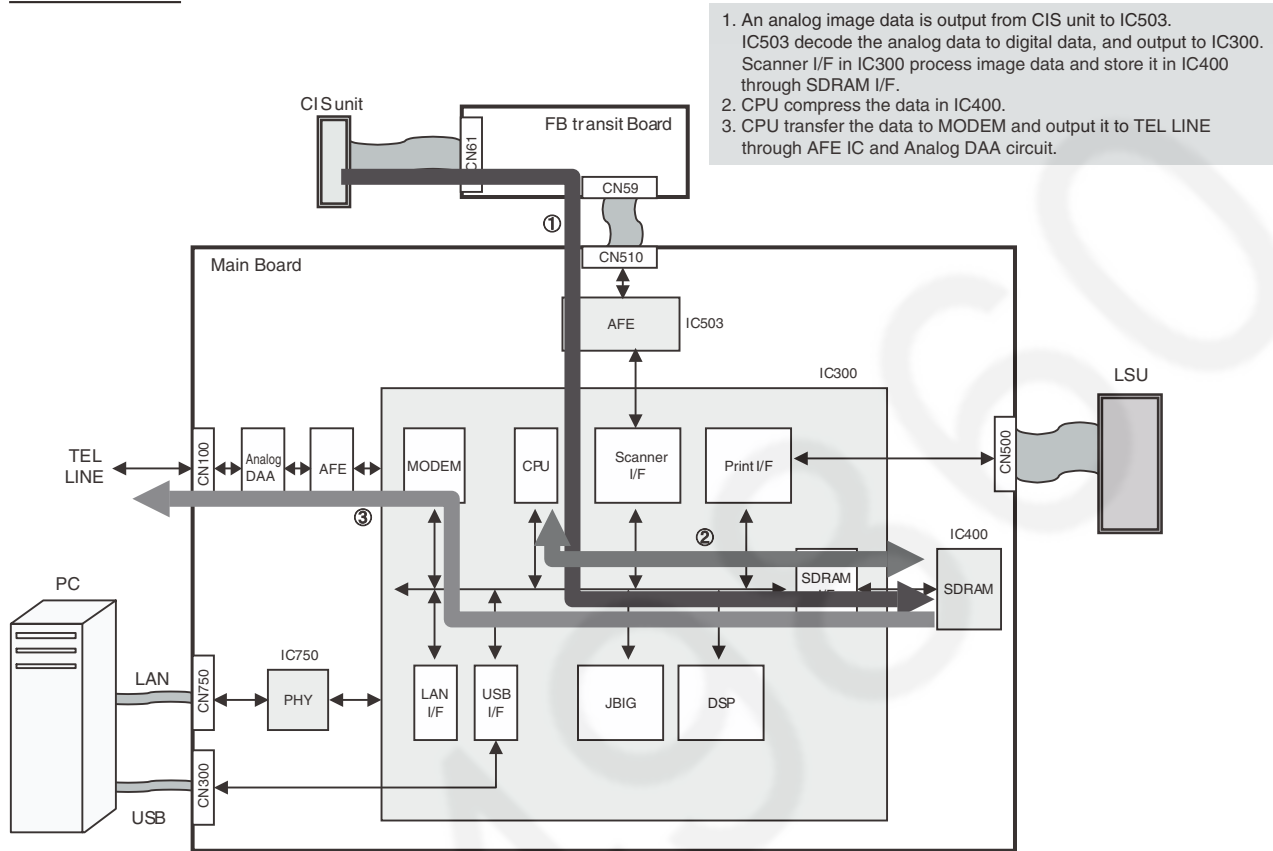 1. An analog image data is output from CIS unit to IC503.
IC503 decode the analog data to digital data, and output to IC300.
Scanner I/F in IC300 process image data and store it in IC400
through SDRAM I/F.
2. CPU compress the data in IC400.
3. CPU transfer the data to MODEM and output it to TEL LINE
through AFE IC and Analog DAA circuit.
CIS unit
FB transit Board
CN61
CN59
①
CN510
Main Board
AFE
IC503
IC300
LSU
TEL
LINE
CN100
Analog
DAA
AFE
MODEM
CPU
Scanner
I/F
Print I/F
CN500
③
②
IC400
SDRAM
SDRAM
PC
LAN
CN750
IC750
PHY
LAN
I/F
USB
I/F
JBIG
DSP
CN300
USB